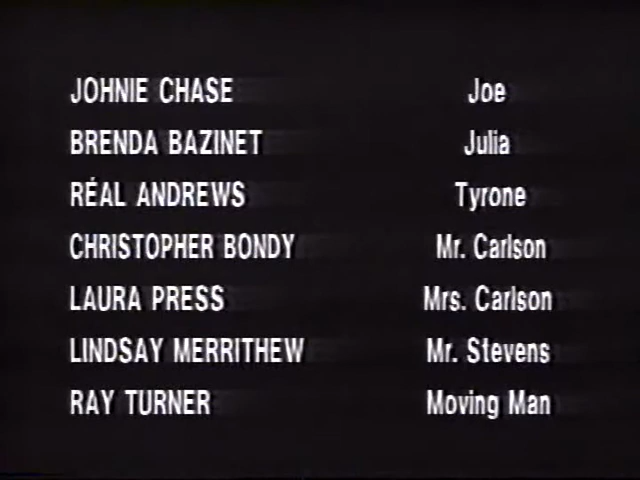 JOHNIE CHASE Joe
BRENDA BAZINET Julia
RÉAL ANDREWS Tyrone
CHRISTOPHER BONDY Mr. Carlson
LAURA PRESS Mrs. Carlson
LINDSAY MERRITHEW Mr. Stevens
RAY TURNER Moving Man